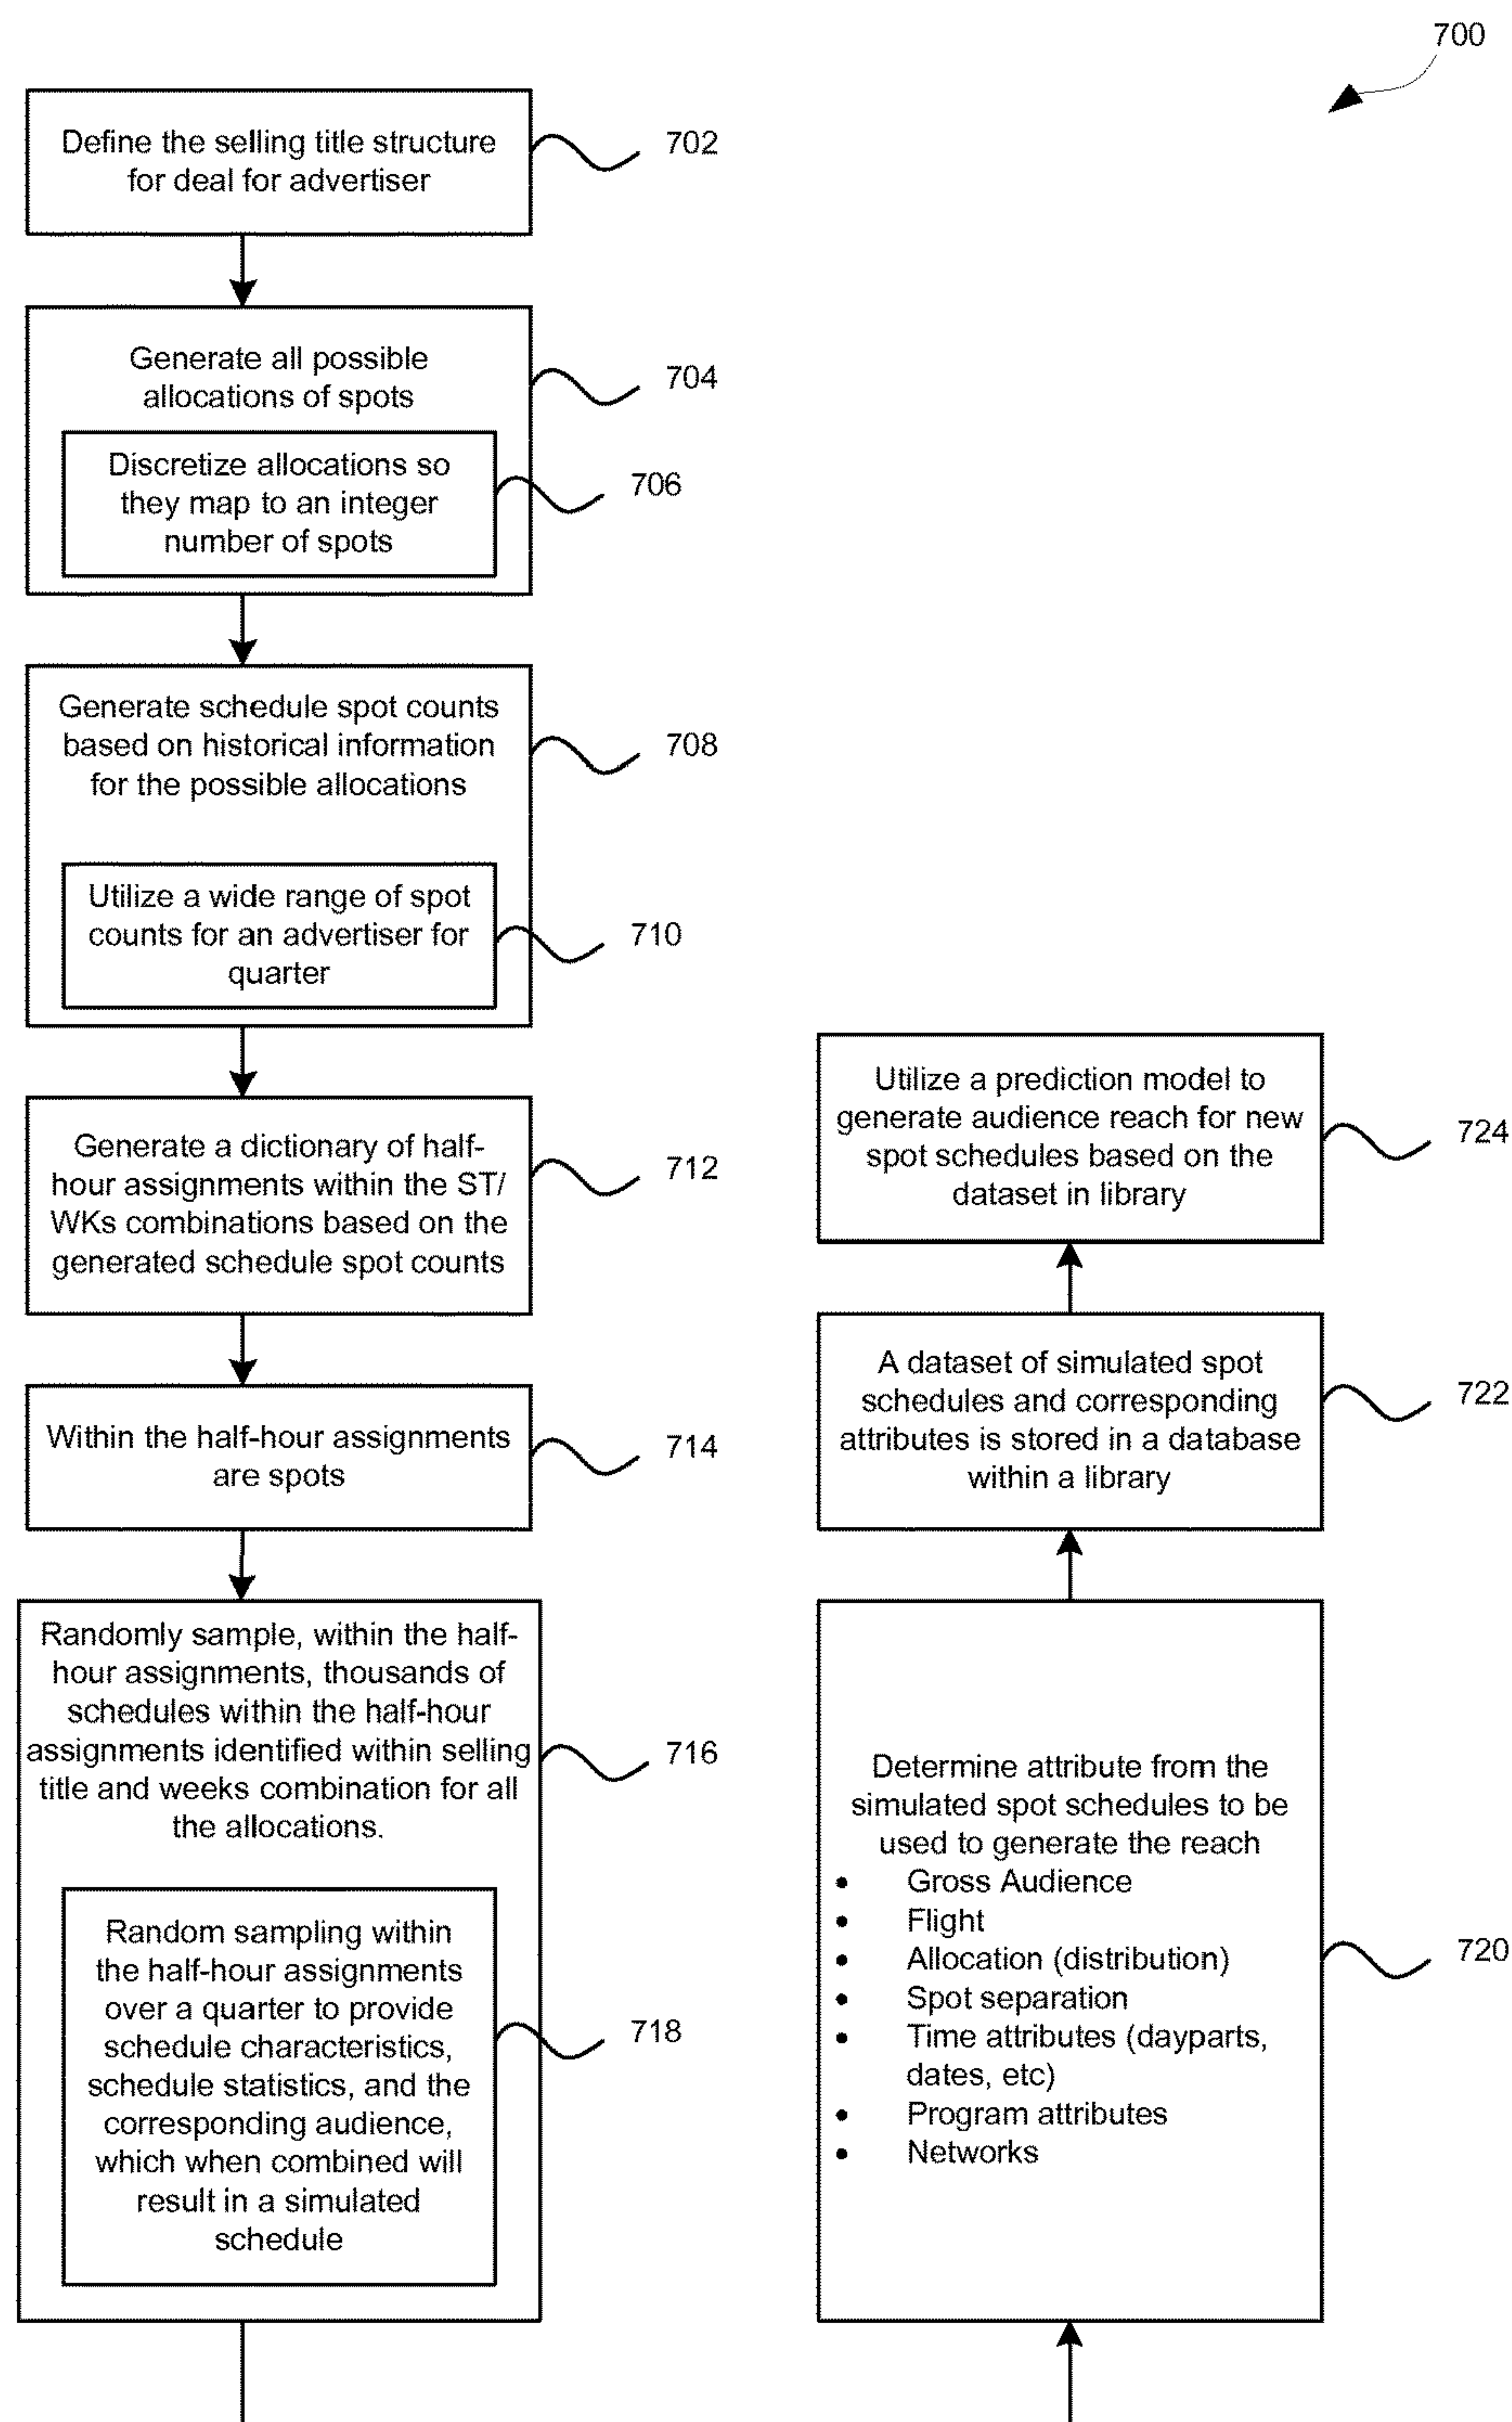 700
Define the selling title structure
for deal for advertiser
702
Generate all possible
allocations of spots
704
Discretize allocations so
they map to an integer
number of spots
706
Generate schedule spot counts
based on historical information
for the possible allocations
708
Utilize a wide range of spot
counts for an advertiser for
quarter
710
Generate a dictionary of half-
hour assignments within the ST/
WKs combinations based on the
generated schedule spot counts
712
Within the half-hour assignments
are spots
714
Randomly sample, within the half-
hour assignments, thousands of
schedules within the half-hour
assignments identified within selling
title and weeks combination for all
the allocations.
716
Random sampling within
the half-hour assignments
over a quarter to provide
schedule characteristics,
schedule statistics, and the
corresponding audience,
which when combined will
result in a simulated
schedule
718
Determine attribute from the
simulated spot schedules to be
used to generate the reach
• Gross Audience
• Flight
• Allocation (distribution)
• Spot separation
• Time attributes (dayparts,
dates, etc)
• Program attributes
• Networks
720
A dataset of simulated spot
schedules and corresponding
attributes is stored in a database
within a library
722
Utilize a prediction model to
generate audience reach for new
spot schedules based on the
dataset in library
724